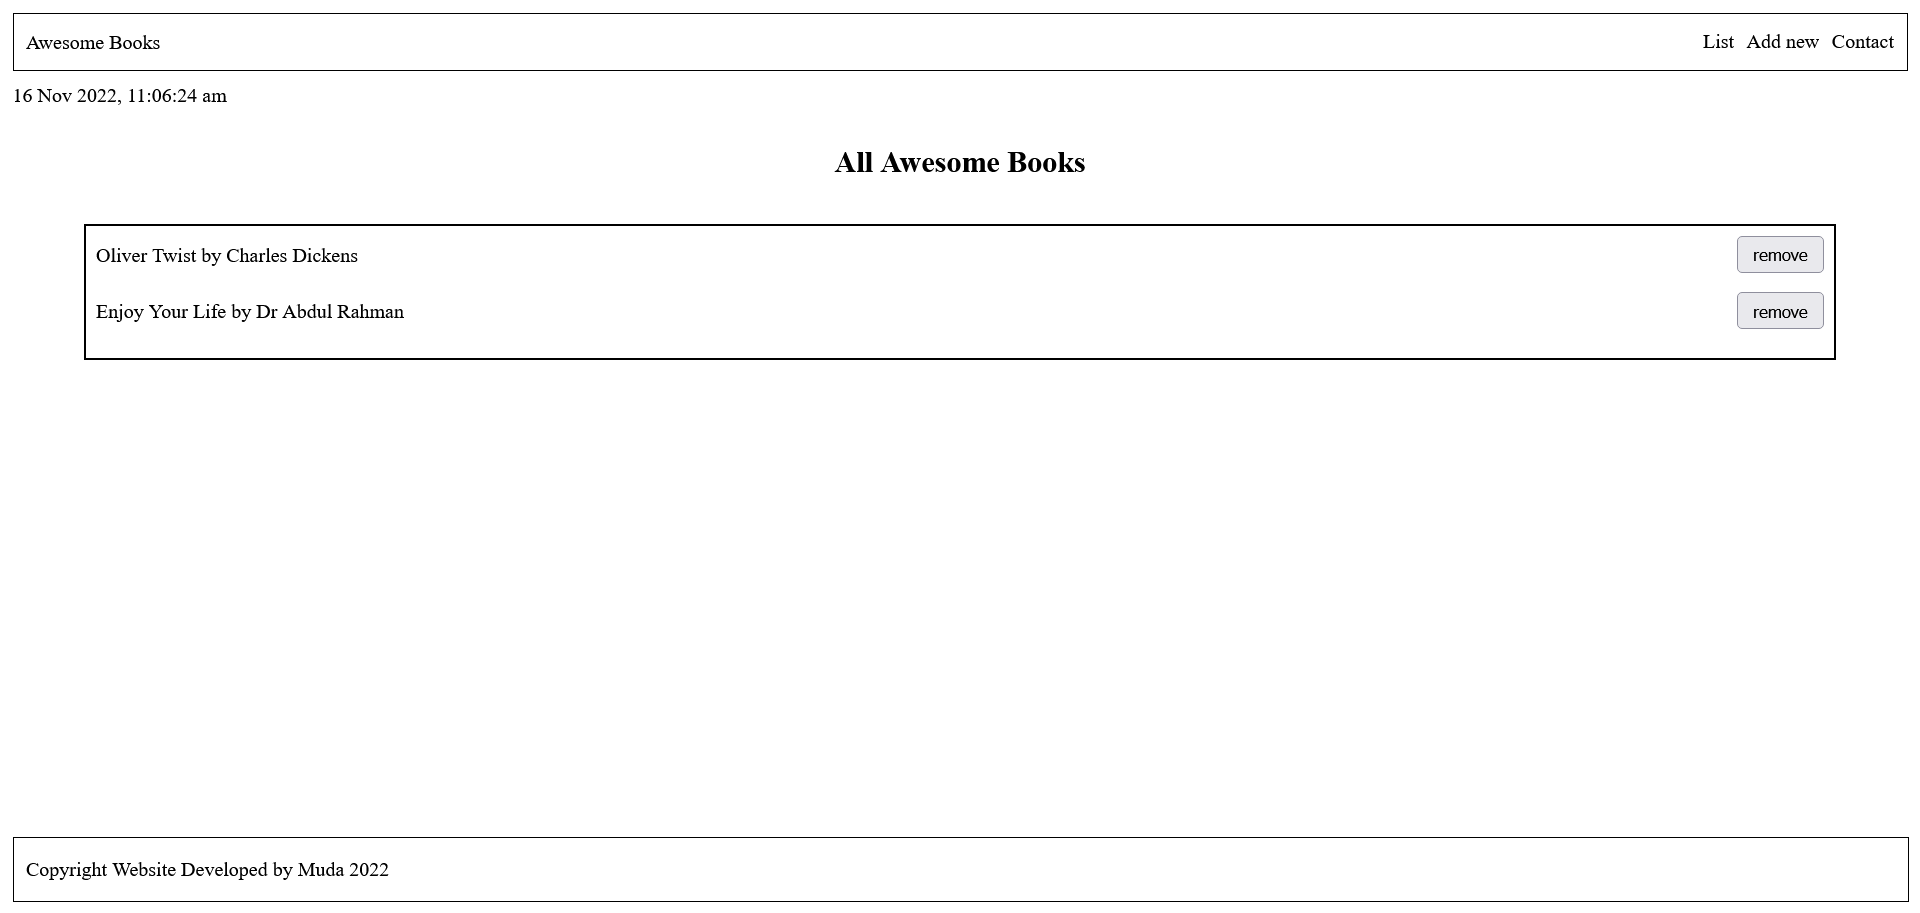 Awesome Books List Add new Contact
16 Nov 2022, 11:06:24 am
All Awesome Books
Oliver Twist by Charles Dickens remove
Enjoy Your Life by Dr Abdul Rahman remove
Copyright Website Developed by Muda 2022